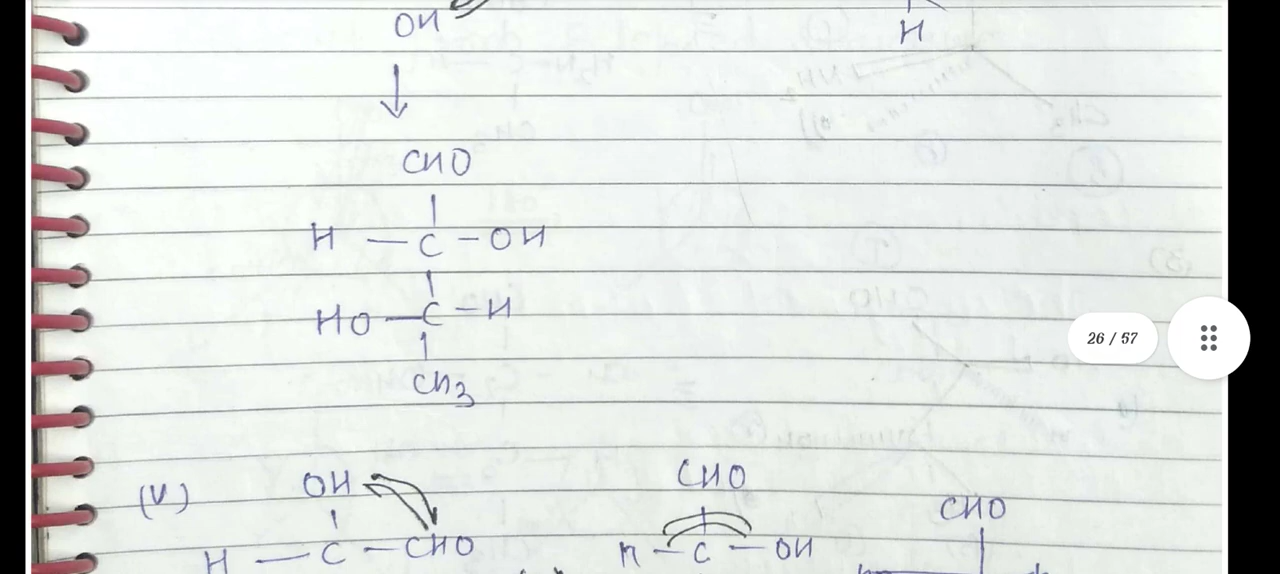 OH
H
CHO
H — C — OH
HO — C — H
CH3
26 / 57
(V) OH
CHO
CHO
H — C — CHO
H — C — OH